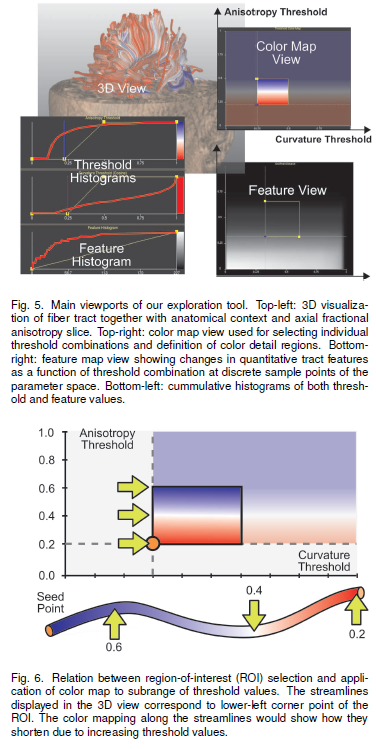 Anisotropy Threshold
Color Map
View
3D View
Curvature Threshold
Anisotropy Threshold
Threshold
Histograms
Feature View
Feature Histogram
Feature
Histogram
Fig. 5. Main viewports of our exploration tool. Top-left: 3D visualiza-
tion of fiber tract together with anatomical context and axial fractional
anisotropy slice. Top-right: color map view used for selecting individual
threshold combinations and definition of color detail regions. Bottom-
right: feature map view showing changes in quantitative tract features
as a function of threshold combination at discrete sample points of the
parameter space. Bottom-left: cummulative histograms of both thresh-
old and feature values.
1.0
Anisotropy
Threshold
0.8
0.6
0.4
0.2
0.0
Curvature
Threshold
Seed
Point
0.6
0.4
0.2
Fig. 6. Relation between region-of-interest (ROI) selection and appli-
cation of color map to subrange of threshold values. The streamlines
displayed in the 3D view correspond to lower-left corner point of the
ROI. The color mapping along the streamlines would show how they
shorten due to increasing threshold values.